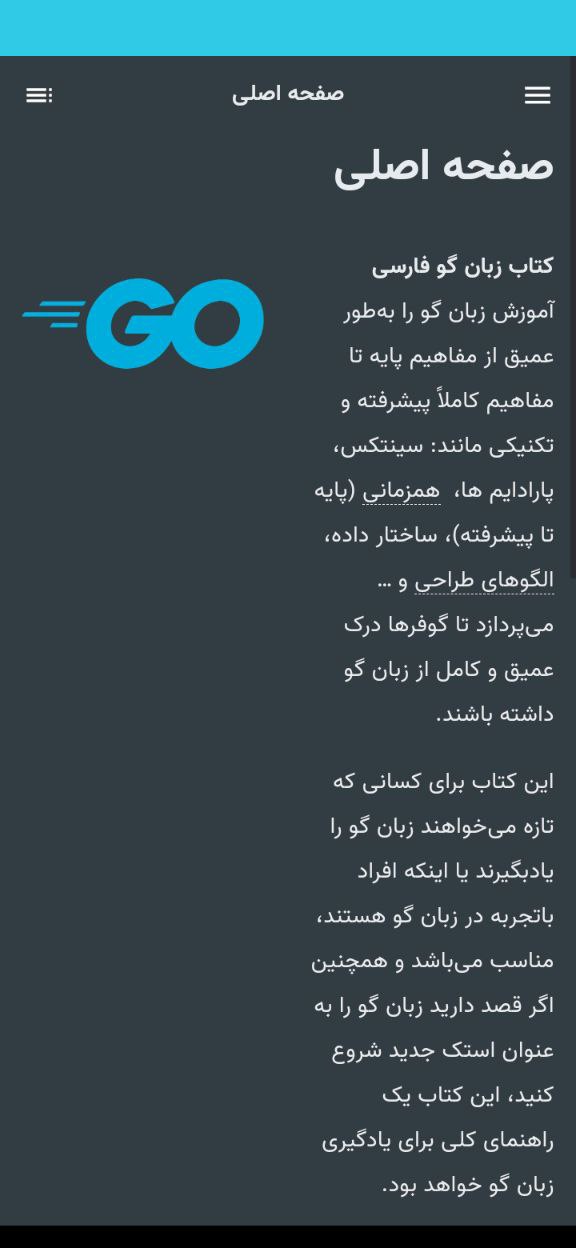 صفحه اصلی
صفحه اصلی
کتاب زبان گو فارسی
GO
آموزش زبان گو را به‌طور
عمیق از مفاهیم پایه تا
مفاهیم کاملاً پیشرفته و
تکنیکی مانند: سینتکس،
پارادایم ها، همزمانی (پایه
تا پیشرفته)، ساختار داده،
الگوهای طراحی و ...
می‌پردازد تا گوفرها درک
عمیق و کامل از زبان گو
داشته باشند.
این کتاب برای کسانی که
تازه می‌خواهند زبان گو را
یادبگیرند یا اینکه افراد
باتجربه در زبان گو هستند،
مناسب می‌باشد و همچنین
اگر قصد دارید زبان گو را به
عنوان استک جدید شروع
کنید، این کتاب یک
راهنمای کلی برای یادگیری
زبان گو خواهد بود.